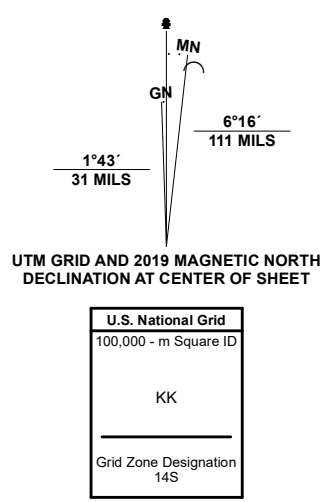 MN
GN
6°16´
111 MILS
1°43´
31 MILS
UTM GRID AND 2019 MAGNETIC NORTH
DECLINATION AT CENTER OF SHEET
U.S. National Grid
100,000 - m Square ID
KK
Grid Zone Designation
14S